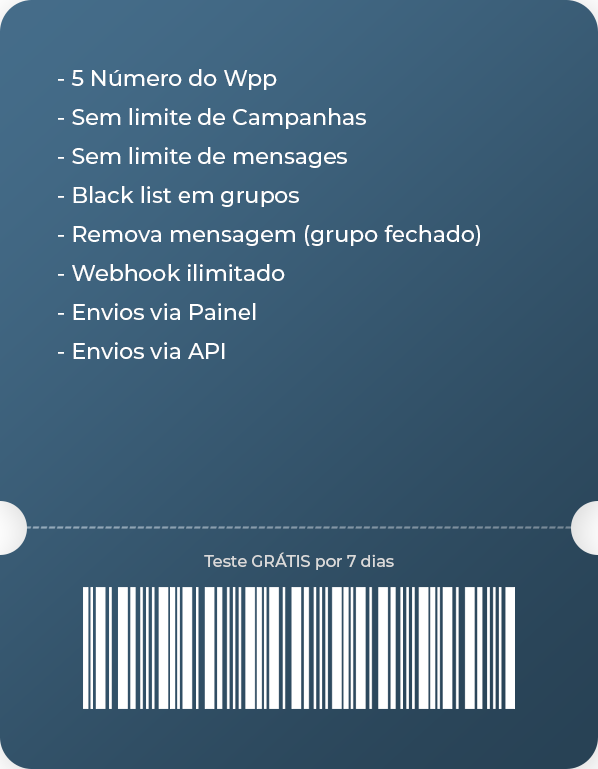 - 5 Número do Wpp
- Sem limite de Campanhas
- Sem limite de mensages
- Black list em grupos
- Remova mensagem (grupo fechado)
- Webhook ilimitado
- Envios via Painel
- Envios via API
Teste GRÁTIS por 7 dias